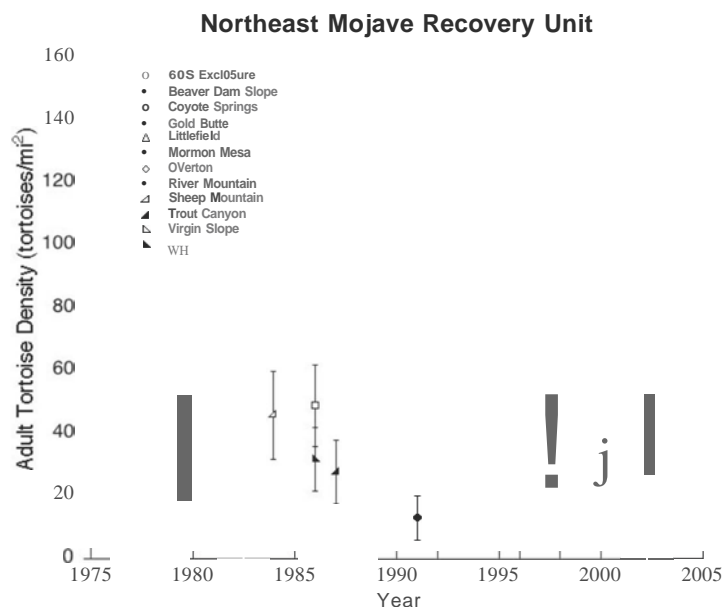 Northeast Mojave Recovery Unit
160
140
120
100
80
60
40
20
0
Adult Tortoise Density (tortoises/mi²)
o 60S Excl05ure
• Beaver Dam Slope
o Coyote Springs
• Gold Butte
△ Littlefield
• Mormon Mesa
◇ OVerton
• River Mountain
⊿ Sheep Mountain
◢ Trout Canyon
◺ Virgin Slope
◣ WH
! j
1975 1980 1985 1990 1995 2000 2005
Year